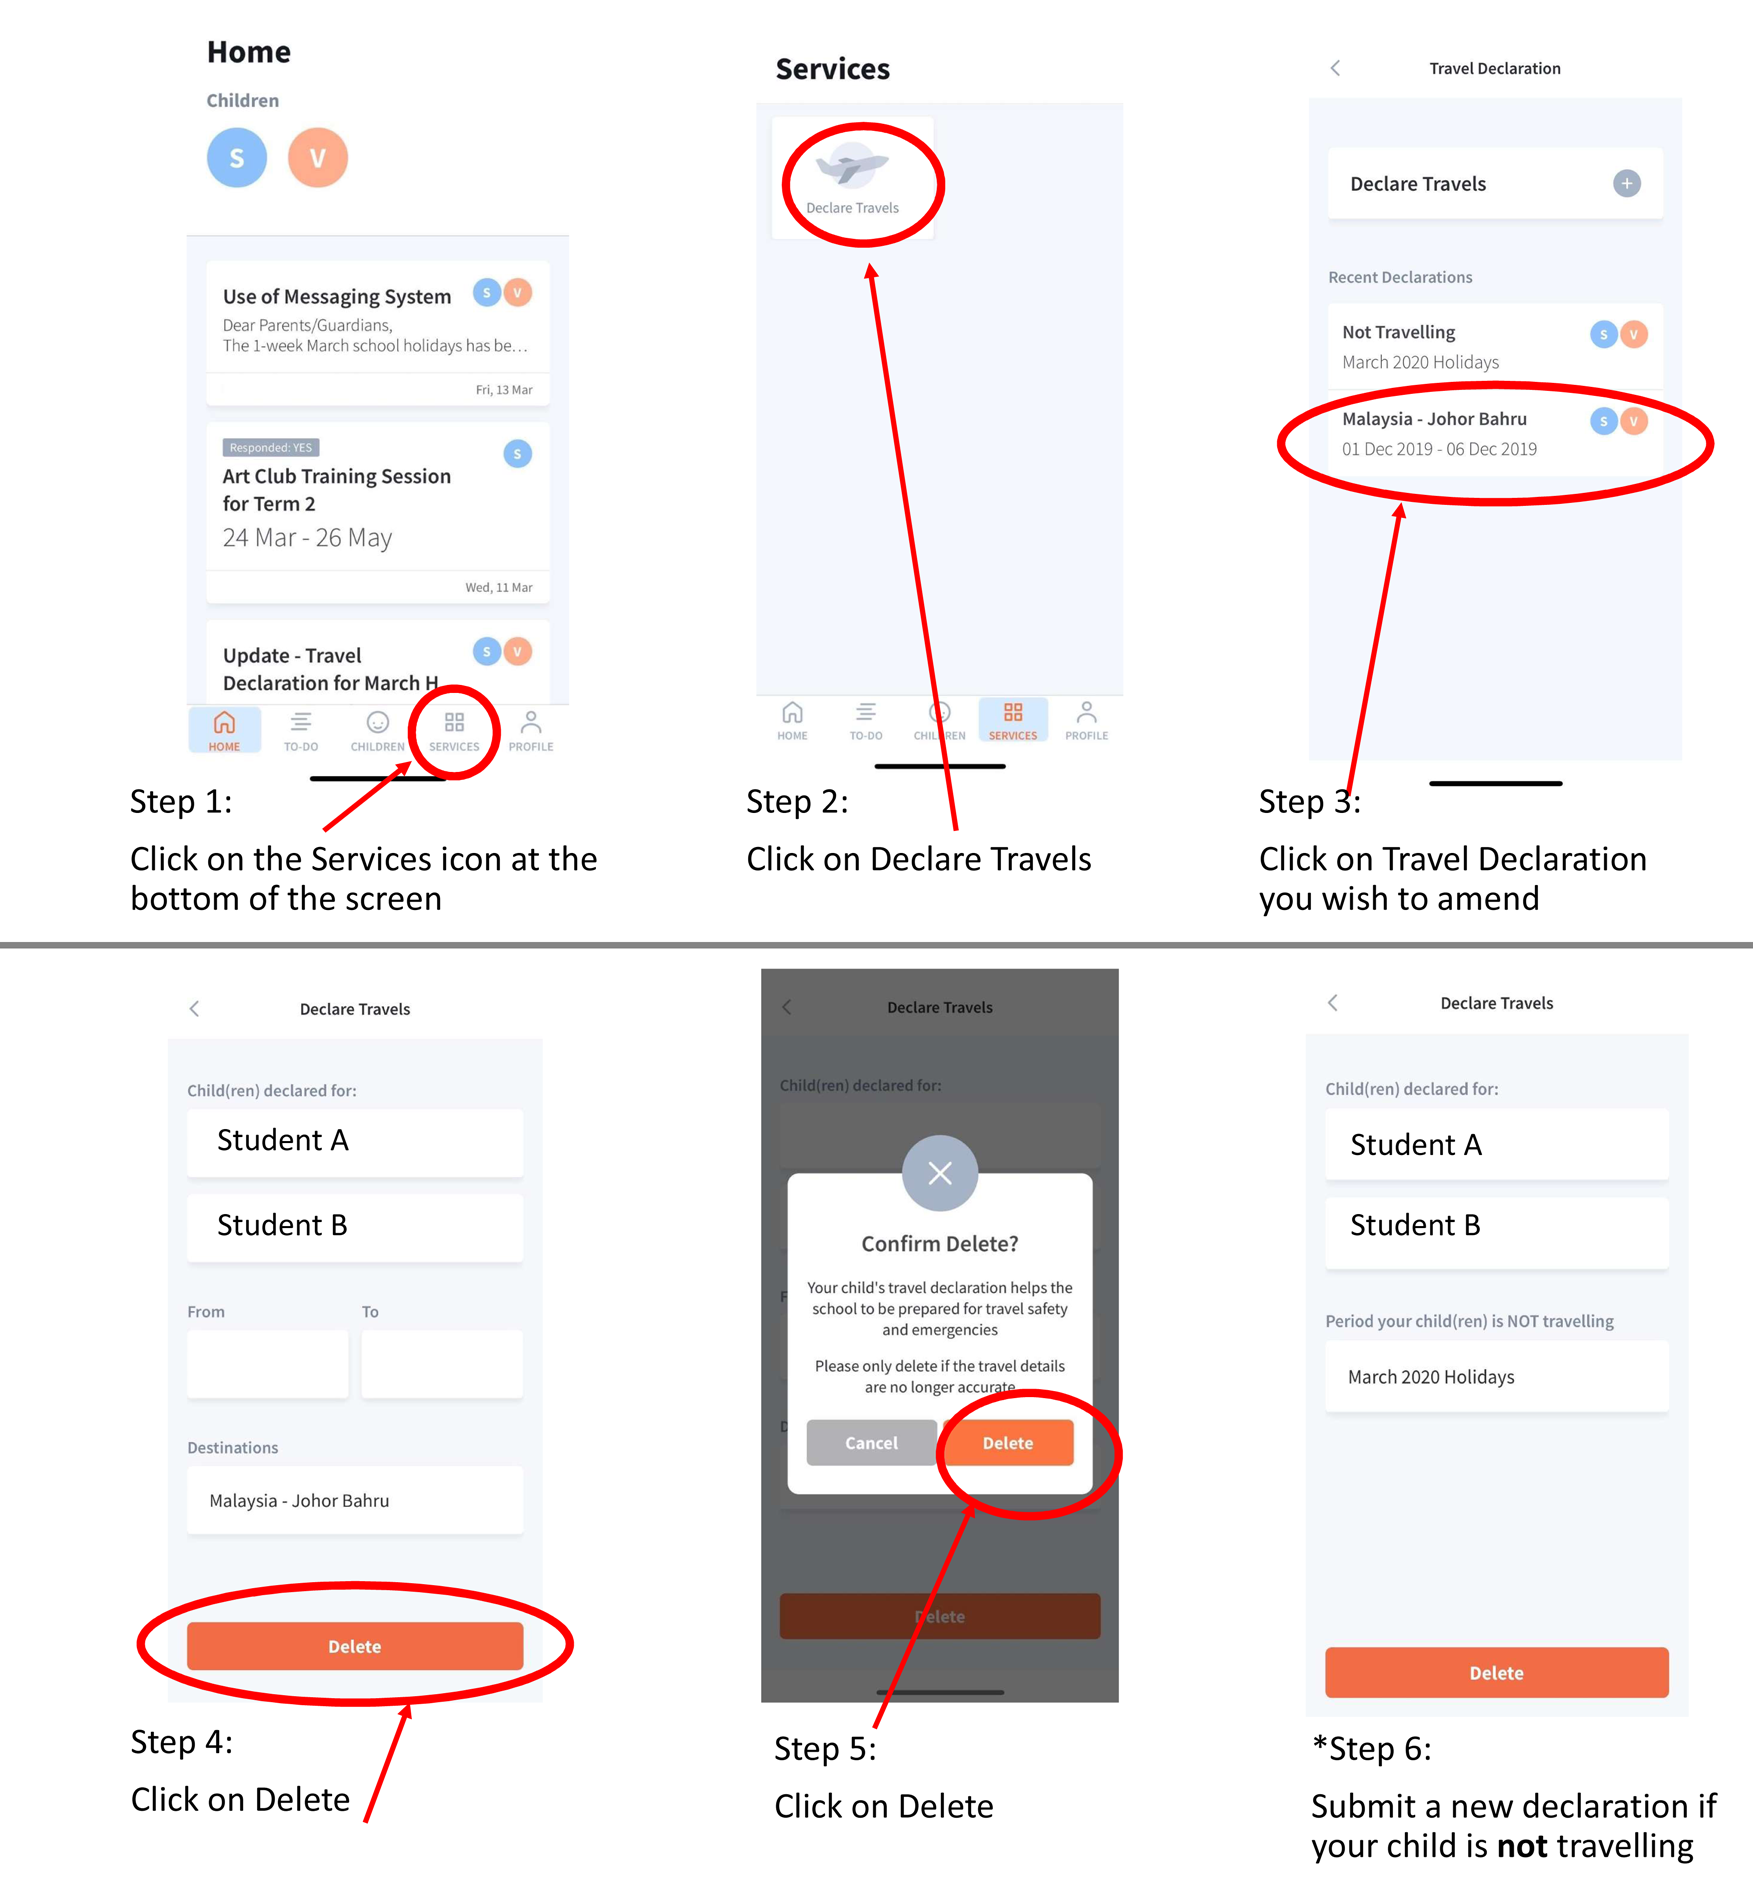 Home
Children
S V
Use of Messaging System S V
Dear Parents/Guardians,
The 1-week March school holidays has be...
Fri, 13 Mar
Responded: YES
S
Art Club Training Session
for Term 2
24 Mar - 26 May
Wed, 11 Mar
Update - Travel S V
Declaration for March H
HOME TO-DO CHILDREN SERVICES PROFILE
Step 1:
Click on the Services icon at the
bottom of the screen
Services
Declare Travels
HOME TO-DO CHILDREN SERVICES PROFILE
Step 2:
Click on Declare Travels
Travel Declaration
Declare Travels
Recent Declarations
Not Travelling S V
March 2020 Holidays
Malaysia - Johor Bahru S V
01 Dec 2019 - 06 Dec 2019
Step 3:
Click on Travel Declaration
you wish to amend
Declare Travels
Child(ren) declared for:
Student A
Student B
From To
Destinations
Malaysia - Johor Bahru
Delete
Step 4:
Click on Delete
Declare Travels
Child(ren) declared for:
Confirm Delete?
Your child's travel declaration helps the
school to be prepared for travel safety
and emergencies
Please only delete if the travel details
are no longer accurate
Cancel Delete
Delete
Step 5:
Click on Delete
Declare Travels
Child(ren) declared for:
Student A
Student B
Period your child(ren) is NOT travelling
March 2020 Holidays
Delete
*Step 6:
Submit a new declaration if
your child is not travelling